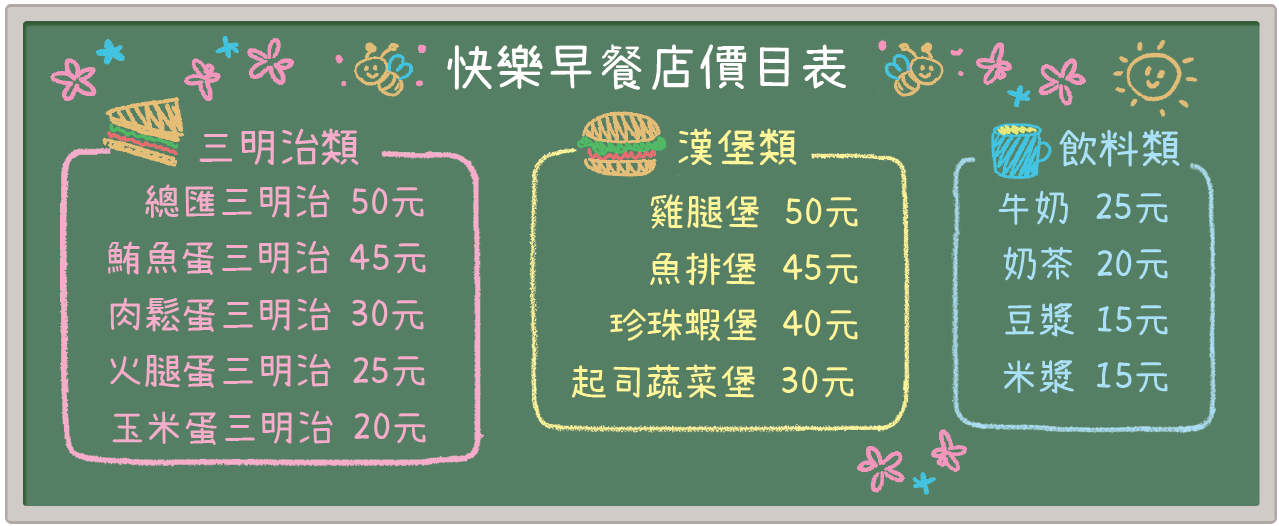 快樂早餐店價目表
三明治類
總匯三明治 50元
鮪魚蛋三明治 45元
肉鬆蛋三明治 30元
火腿蛋三明治 25元
玉米蛋三明治 20元
漢堡類
雞腿堡 50元
魚排堡 45元
珍珠蝦堡 40元
起司蔬菜堡 30元
飲料類
牛奶 25元
奶茶 20元
豆漿 15元
米漿 15元